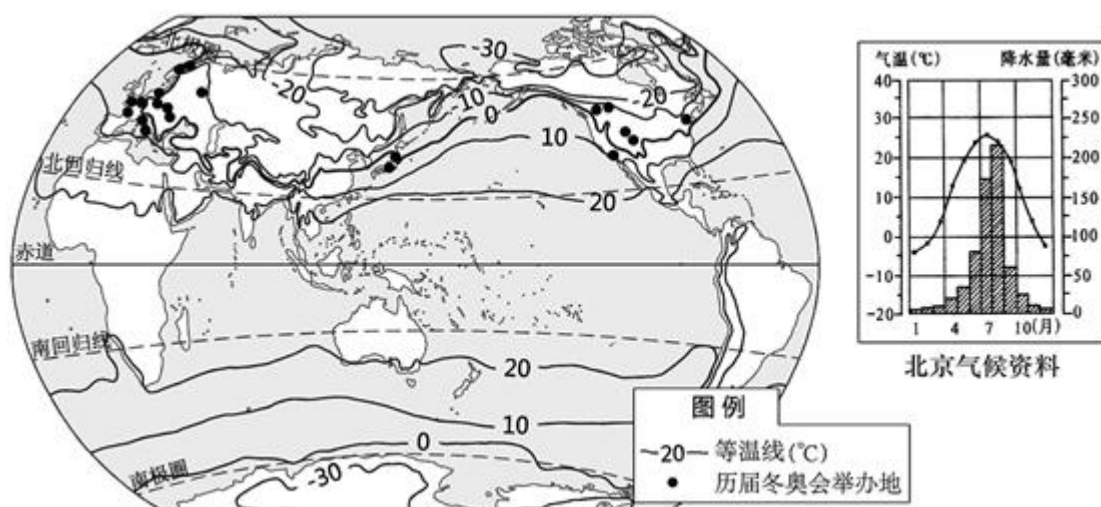 北极圈
-30
-20
-10
0
-20
10
北回归线
20
赤道
南回归线
20
10
0
南极圈
-30
图例
20 等温线(℃)
历届冬奥会举办地
气温(℃) 降水量(毫米)
40 300
30 250
20 200
10 150
0 100
-10 50
-20 0
1 4 7 10(月)
北京气候资料